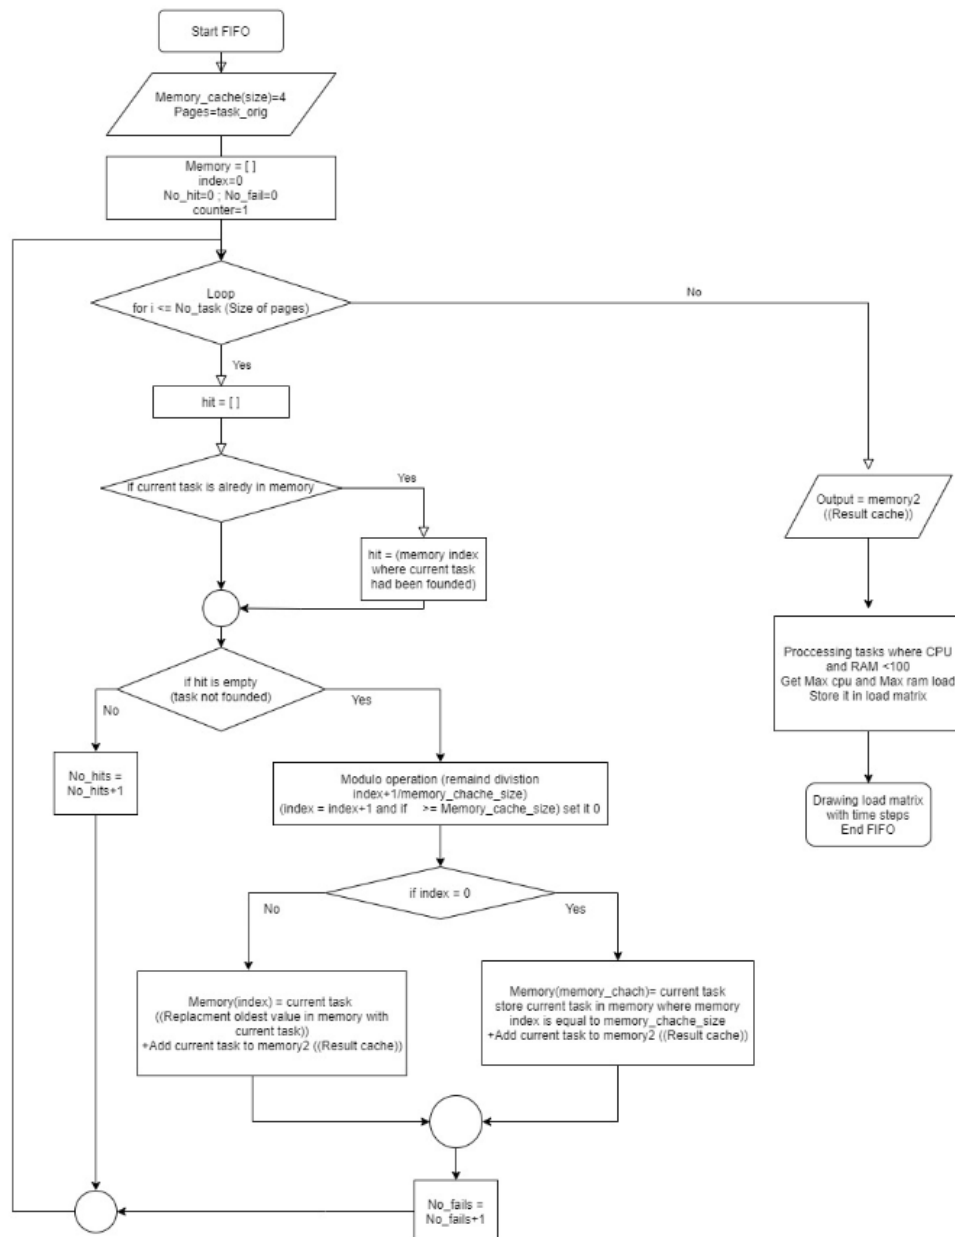 Start FIFO
Memory_cache(size)=4
Pages=task_orig
Memory = [ ]
index=0
No_hit=0 ; No_fail=0
counter=1
Loop
for i <= No_task (Size of pages)
No
Yes
hit = [ ]
if current task is alredy in memory
Yes
hit = (memory index
where current task
had been founded)
Output = memory2
((Result cache))
Proccessing tasks where CPU
and RAM <100
Get Max cpu and Max ram load
Store it in load matrix
Drawing load matrix
with time steps
End FIFO
if hit is empty
(task not founded)
No
Yes
No_hits =
No_hits+1
Modulo operation (remaind divistion
index+1/memory_chache_size)
(index = index+1 and if >= Memory_cache_size) set it 0
if index = 0
No
Yes
Memory(index) = current task
((Replacment oldest value in memory with
current task))
+Add current task to memory2 ((Result cache))
Memory(memory_chach)= current task
store current task in memory where memory
index is equal to memory_chache_size
+Add current task to memory2 ((Result cache))
No_fails =
No_fails+1